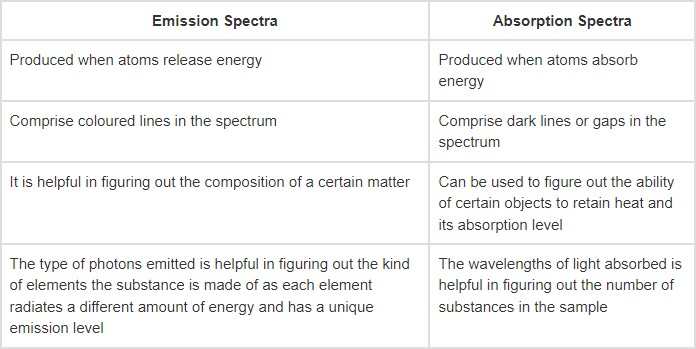 Emission Spectra
Absorption Spectra
Produced when atoms release energy
Produced when atoms absorb
energy
Comprise coloured lines in the spectrum
Comprise dark lines or gaps in the
spectrum
It is helpful in figuring out the composition of a certain matter
Can be used to figure out the ability
of certain objects to retain heat and
its absorption level
The type of photons emitted is helpful in figuring out the kind
of elements the substance is made of as each element
radiates a different amount of energy and has a unique
emission level
The wavelengths of light absorbed is
helpful in figuring out the number of
substances in the sample